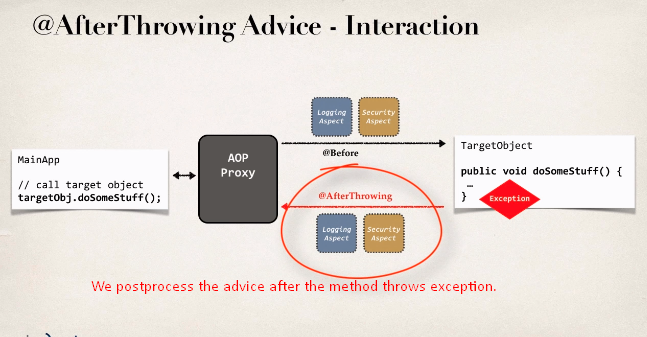 @AfterThrowing Advice - Interaction
Logging
Aspect
Security
Aspect
MainApp
// call target object
targetObj.doSomeStuff();
AOP
Proxy
@Before
TargetObject
public void doSomeStuff() {
…
}
Exception
@AfterThrowing
Logging
Aspect
Security
Aspect
We postprocess the advice after the method throws exception.